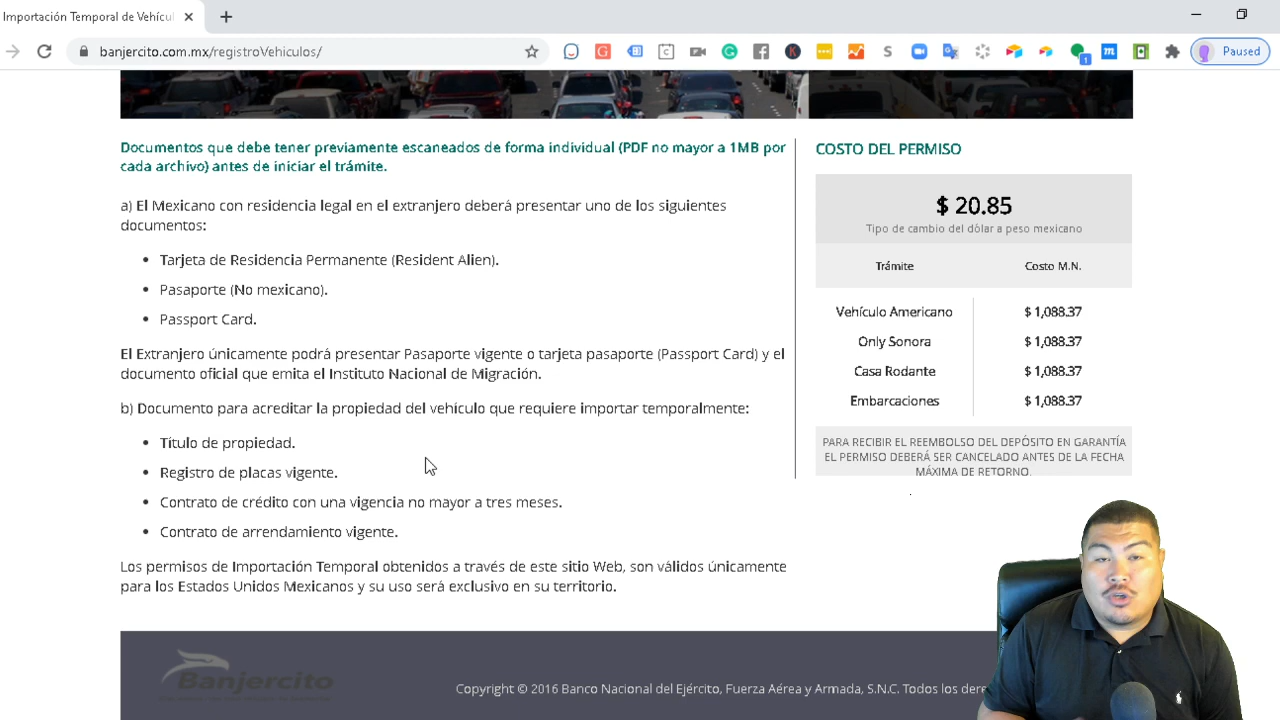 Importación Temporal de Vehícul
banjercito.com.mx/registroVehiculos/
Paused
Documentos que debe tener previamente escaneados de forma individual (PDF no mayor a 1MB por
cada archivo) antes de iniciar el trámite.
a) El Mexicano con residencia legal en el extranjero deberá presentar uno de los siguientes
documentos:
• Tarjeta de Residencia Permanente (Resident Alien).
• Pasaporte (No mexicano).
• Passport Card.
El Extranjero únicamente podrá presentar Pasaporte vigente o tarjeta pasaporte (Passport Card) y el
documento oficial que emita el Instituto Nacional de Migración.
b) Documento para acreditar la propiedad del vehículo que requiere importar temporalmente:
• Título de propiedad.
• Registro de placas vigente.
• Contrato de crédito con una vigencia no mayor a tres meses.
• Contrato de arrendamiento vigente.
Los permisos de Importación Temporal obtenidos a través de este sitio Web, son válidos únicamente
para los Estados Unidos Mexicanos y su uso será exclusivo en su territorio.
COSTO DEL PERMISO
$ 20.85
Tipo de cambio del dólar a peso mexicano
Trámite Costo M.N.
Vehículo Americano $ 1,088.37
Only Sonora $ 1,088.37
Casa Rodante $ 1,088.37
Embarcaciones $ 1,088.37
PARA RECIBIR EL REEMBOLSO DEL DEPÓSITO EN GARANTÍA
EL PERMISO DEBERÁ SER CANCELADO ANTES DE LA FECHA
MÁXIMA DE RETORNO.
Banjercito
Copyright © 2016 Banco Nacional del Ejército, Fuerza Aérea y Armada, S.N.C. Todos los dere